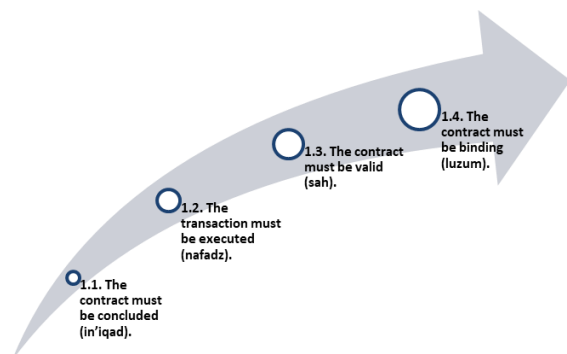 1.1. The
contract must
be concluded
(in'iqad).
1.2. The
transaction must
be executed
(nafadz).
1.3. The contract
must be valid
(sah).
1.4. The
contract must
be binding
(luzum).